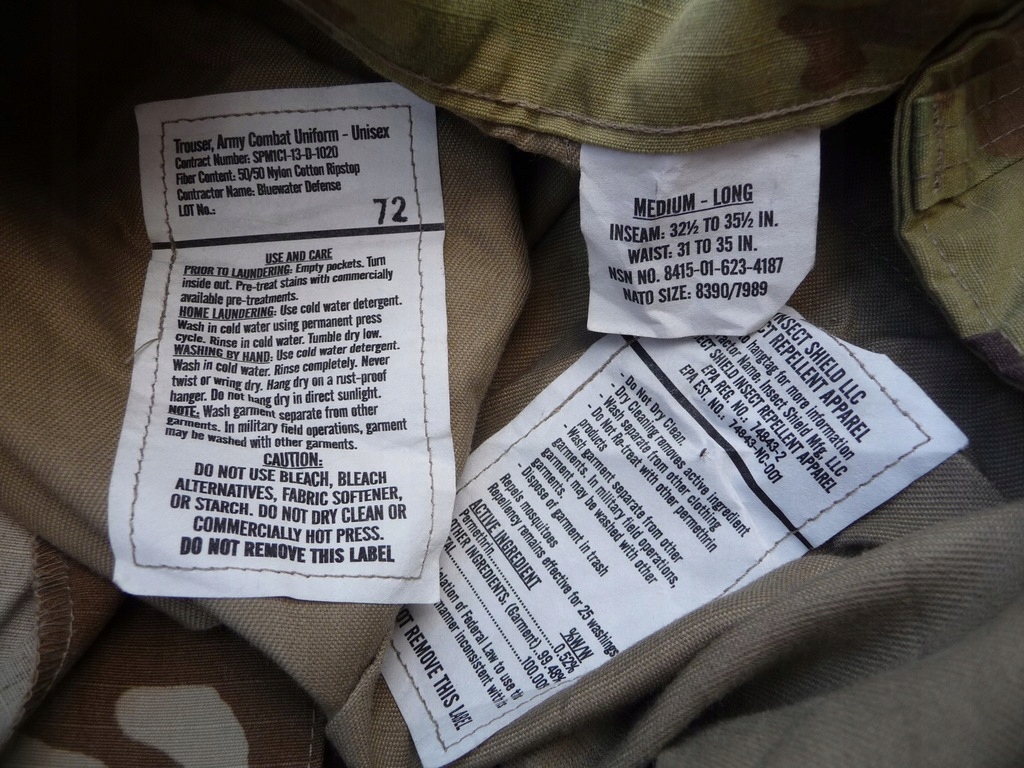 Trouser, Army Combat Uniform - Unisex
Contract Number: SPM1C1-13-D-1020
Fiber Content: 50/50 Nylon Cotton Ripstop
Contractor Name: Bluewater Defense
LOT No.:
72
USE AND CARE
PRIOR TO LAUNDERING: Empty pockets. Turn
inside out. Pre-treat stains with commercially
available pre-treatments.
HOME LAUNDERING: Use cold water detergent.
Wash in cold water using permanent press
cycle. Rinse in cold water. Tumble dry low.
WASHING BY HAND: Use cold water detergent.
Wash in cold water. Rinse completely. Never
twist or wring dry. Hang dry on a rust-proof
hanger. Do not hang dry in direct sunlight.
NOTE: Wash garment separate from other
garments. In military field operations, garment
may be washed with other garments.
CAUTION:
DO NOT USE BLEACH, BLEACH
ALTERNATIVES, FABRIC SOFTENER,
OR STARCH. DO NOT DRY CLEAN OR
COMMERCIALLY HOT PRESS.
DO NOT REMOVE THIS LABEL
MEDIUM - LONG
INSEAM: 32½ TO 35½ IN.
WAIST: 31 TO 35 IN.
NSN NO. 8415-01-623-4187
NATO SIZE: 8390/7989
INSECT SHIELD LLC
CT REPELLENT APPAREL
to hangtag for more information
actor Name: Insect Shield Mfg, LLC
CT SHIELD INSECT REPELLENT APPAREL
EPA REG. NO.: 74843-2
EPA EST. NO.: 74843-NC-001
- Do Not Dry Clean.
- Dry Cleaning removes active ingredient
- Wash separate from other clothing
- Do Not Re-treat with other permethrin
products
- Wash garment separate from other
garments. In military field operations,
garment may be washed with other
garments.
- Dispose of garment in trash
Repels mosquitoes
Repellency remains effective for 25 washings
ACTIVE INGREDIENT %W/W
Permethrin 0.52%
OTHER INGREDIENTS: (Garment) 99.48%
AL 100.00%
lation of Federal Law to use th
manner inconsistent with its
OT REMOVE THIS LABEL